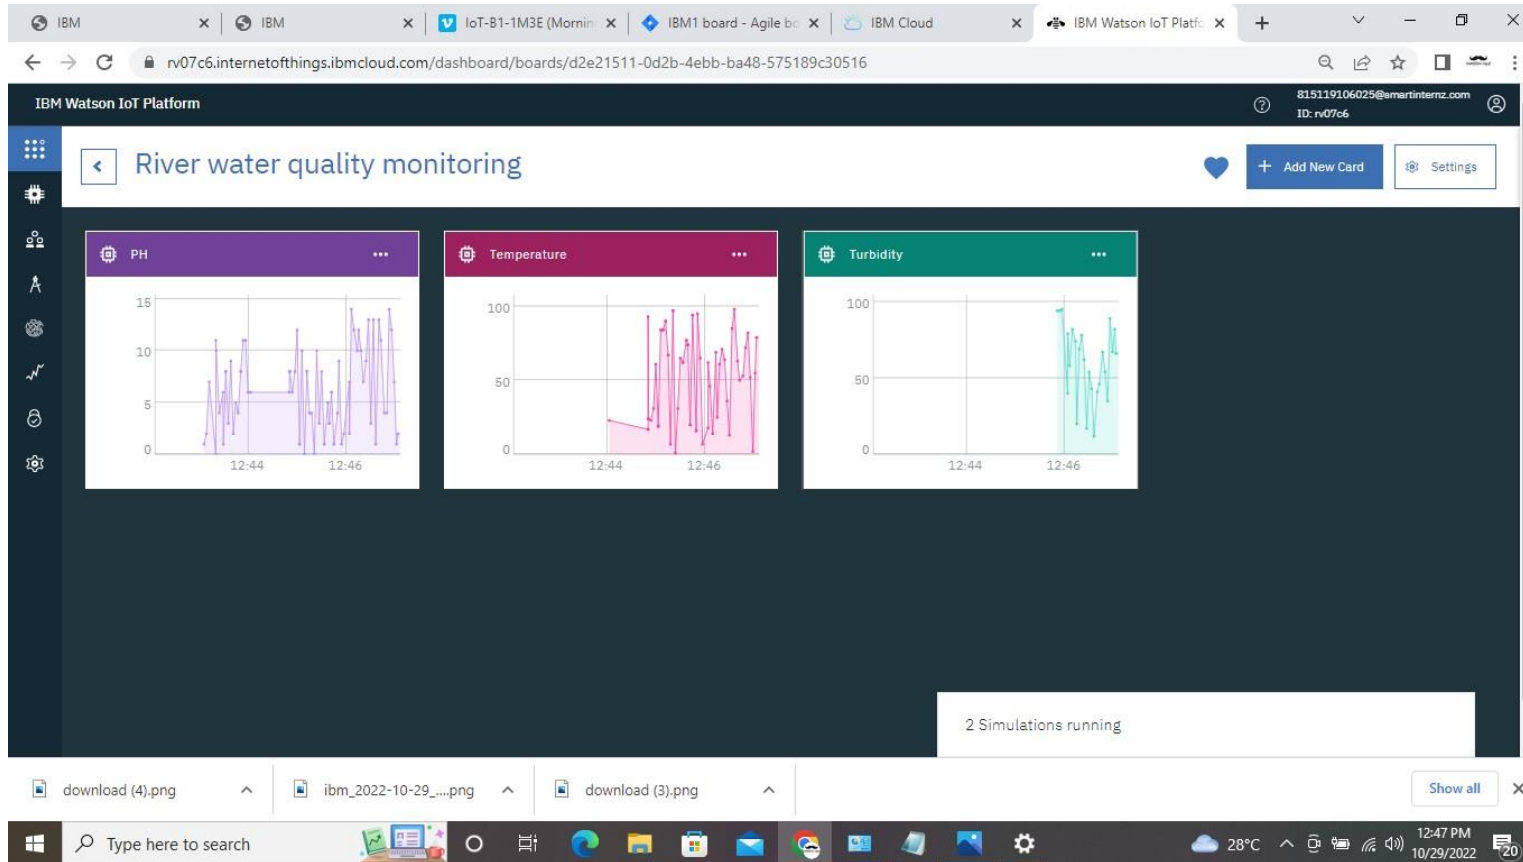 IBM
IBM
IoT-B1-1M3E (Mornin
IBM1 board - Agile bo
IBM Cloud
IBM Watson IoT Platfo
rv07c6.internetofthings.ibmcloud.com/dashboard/boards/d2e21511-0d2b-4ebb-ba48-575189c30516
IBM Watson IoT Platform
815119106025@smartinternz.com
ID: rv07c6
River water quality monitoring
+ Add New Card
Settings
PH
15
10
5
0
12:44 12:46
Temperature
100
50
0
12:44 12:46
Turbidity
100
50
0
12:44 12:46
2 Simulations running
download (4).png
ibm_2022-10-29_....png
download (3).png
Show all
Type here to search
28°C
12:47 PM
10/29/2022
20